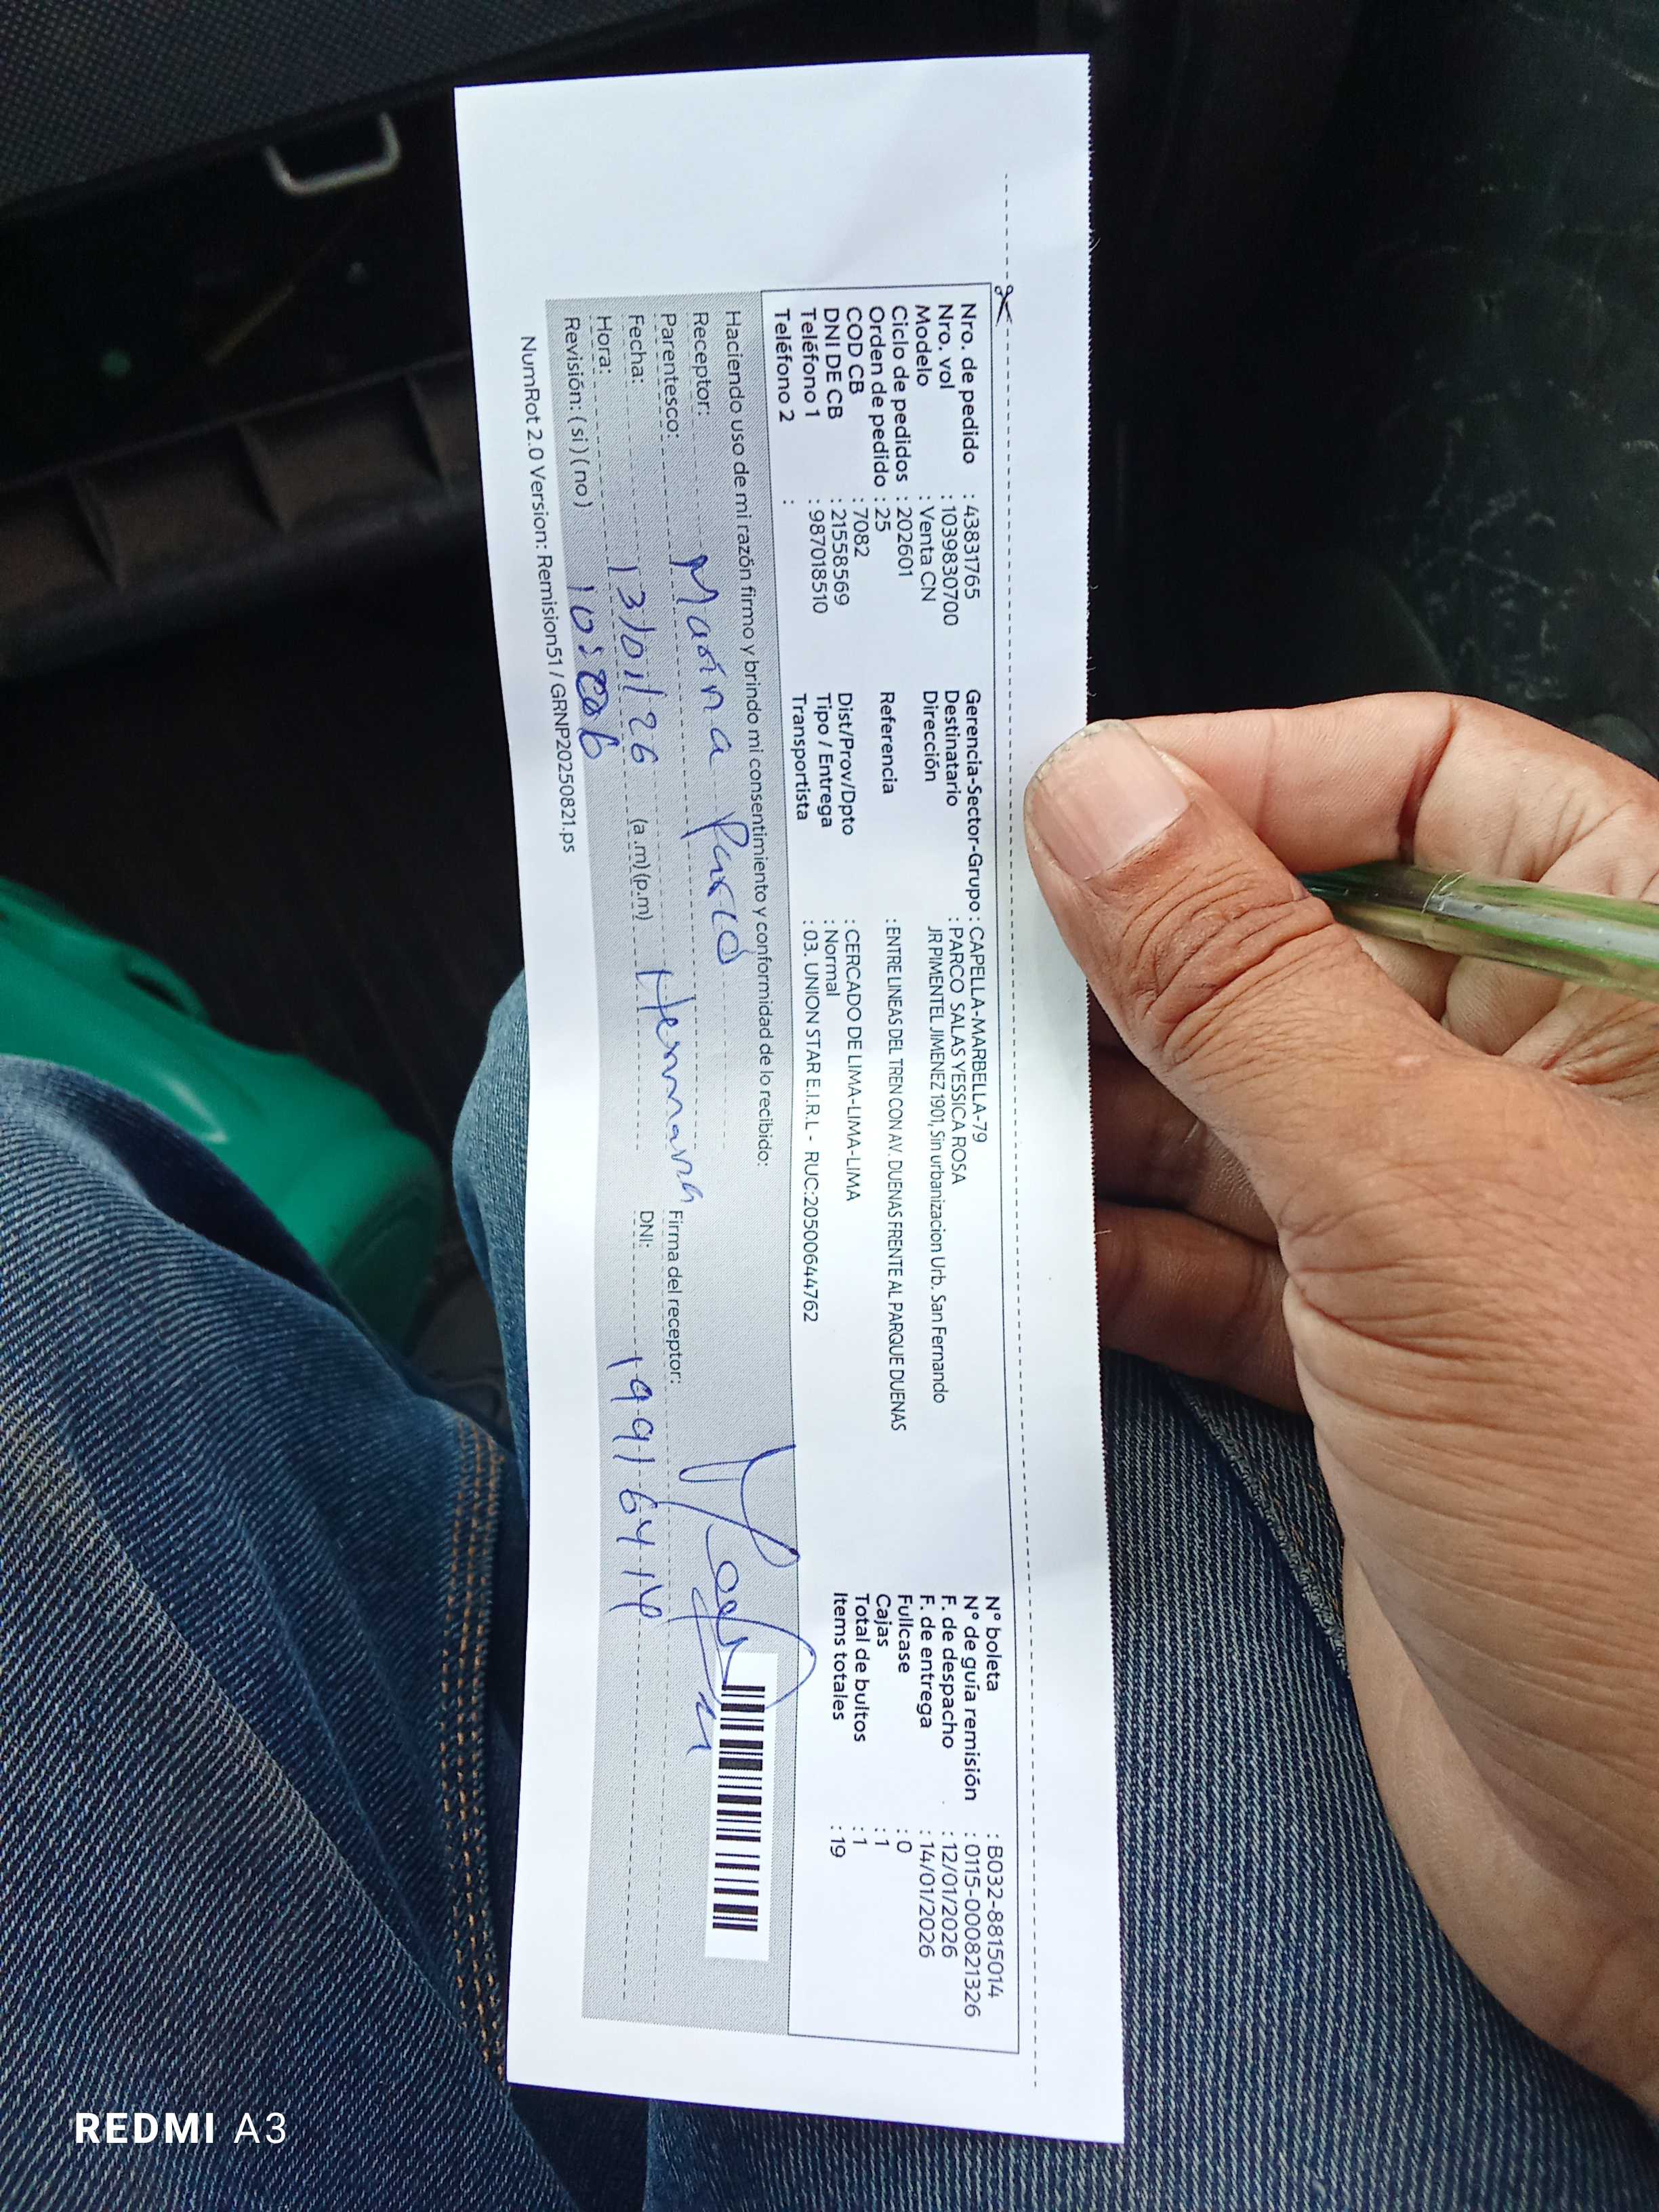 Nro. de pedido : 43831765
Nro. vol : 1039830700
Modelo : Venta CN
Ciclo de pedidos : 202601
Orden de pedido : 25
COD CB : 7082
DNI DE CB : 21558569
Teléfono 1 : 987018510
Teléfono 2 :
Gerencia-Sector-Grupo : CAPELLA-MARBELLA-79
Destinatario : PARCO SALAS YESSICA ROSA
Dirección JR PIMENTEL JIMENEZ 1901, Sin urbanizacion Urb. San Fernando
Referencia : ENTRE LINEAS DEL TREN CON AV. DUENAS FRENTE AL PARQUE DUENAS
Dist/Prov/Dpto : CERCADO DE LIMA-LIMA-LIMA
Tipo / Entrega : Normal
Transportista : 03. UNION STAR E.I.R.L - RUC:20500644762
N° boleta : B032-8815014
N° de guía remisión : 0115-000821326
F. de despacho : 12/01/2026
F. de entrega : 14/01/2026
Fullcase : 0
Cajas : 1
Total de bultos : 1
Items totales : 19
Haciendo uso de mi razón firmo y brindo mi consentimiento y conformidad de lo recibido:
Receptor: Marina Parco
Parentesco: Hermana
Firma del receptor:
Fecha: 13/01/26
DNI: 19916414
Hora: (a .m) (p.m)
Revisión: ( si ) ( no )
NumRot 2.0 Version: Remision51 / GRNP20250821.ps
REDMI A3